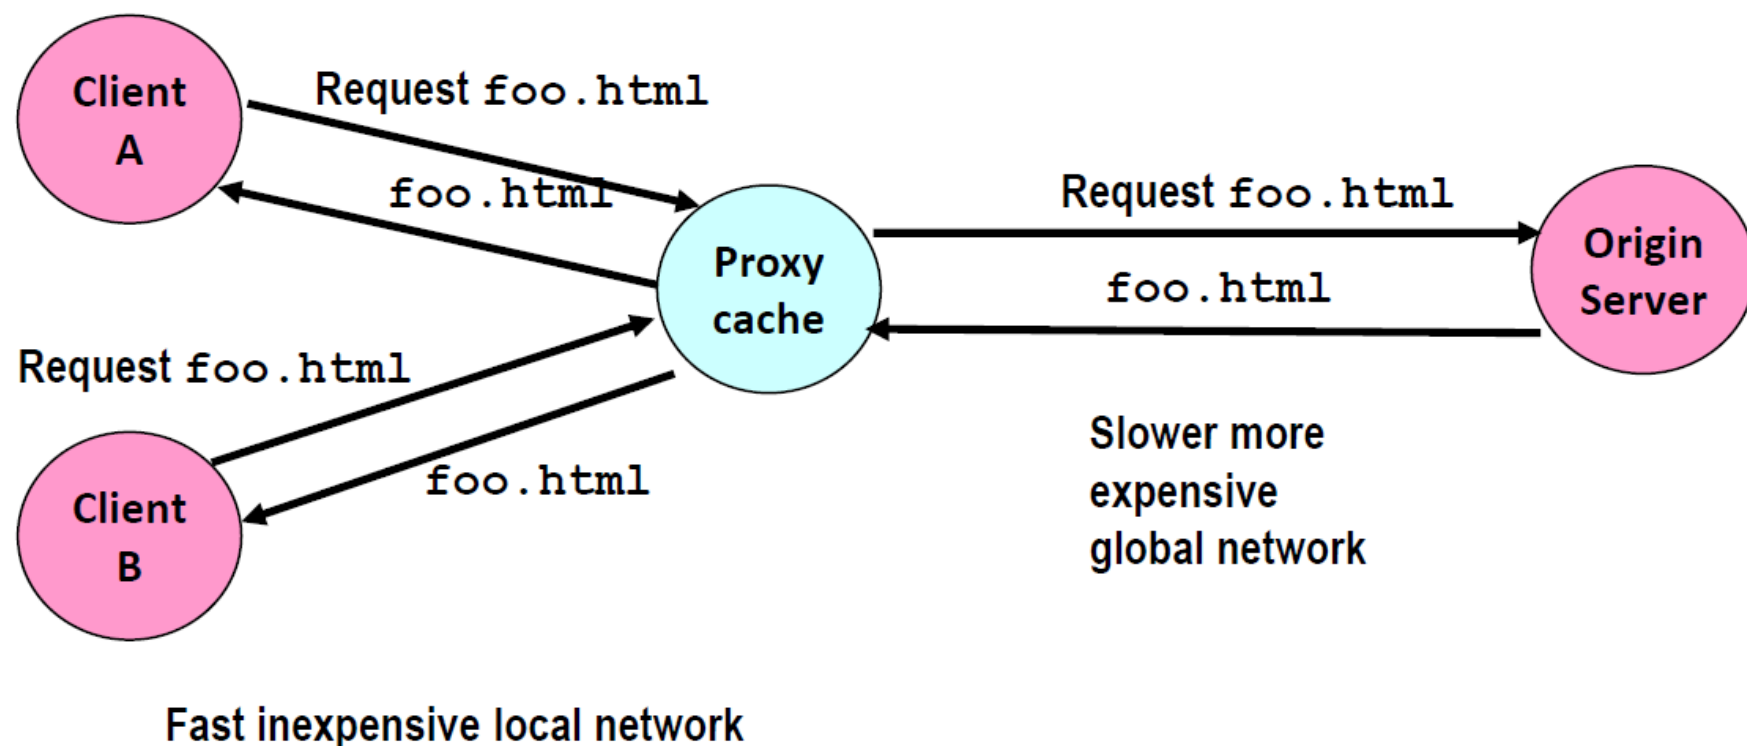 Client
A
Request foo.html
foo.html
Proxy
cache
Request foo.html
foo.html
Origin
Server
Request foo.html
foo.html
Client
B
Slower more
expensive
global network
Fast inexpensive local network